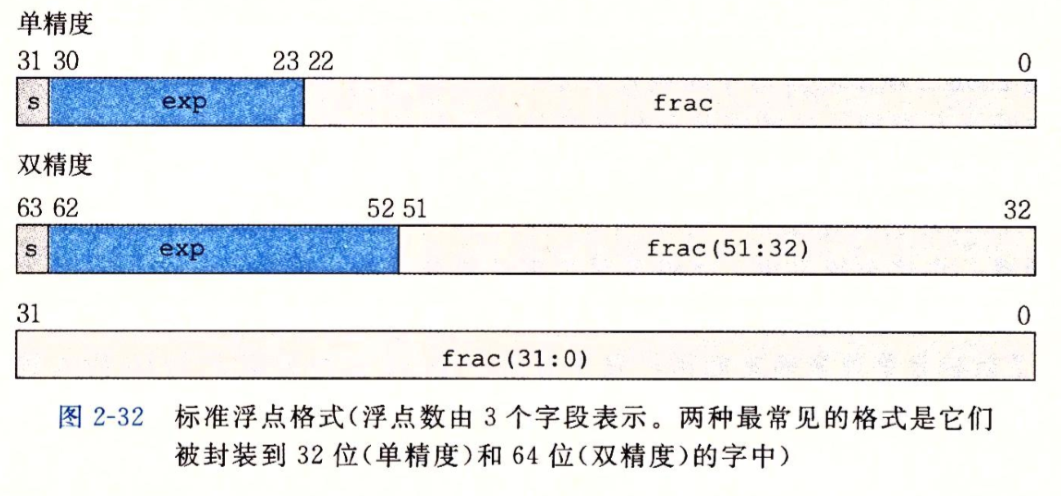 单精度
31 30 23 22 0
s exp frac
双精度
63 62 52 51 32
s exp frac(51:32)
31 0
frac(31:0)
图 2-32 标准浮点格式(浮点数由 3 个字段表示。两种最常见的格式是它们
被封装到 32 位(单精度)和 64 位(双精度)的字中)